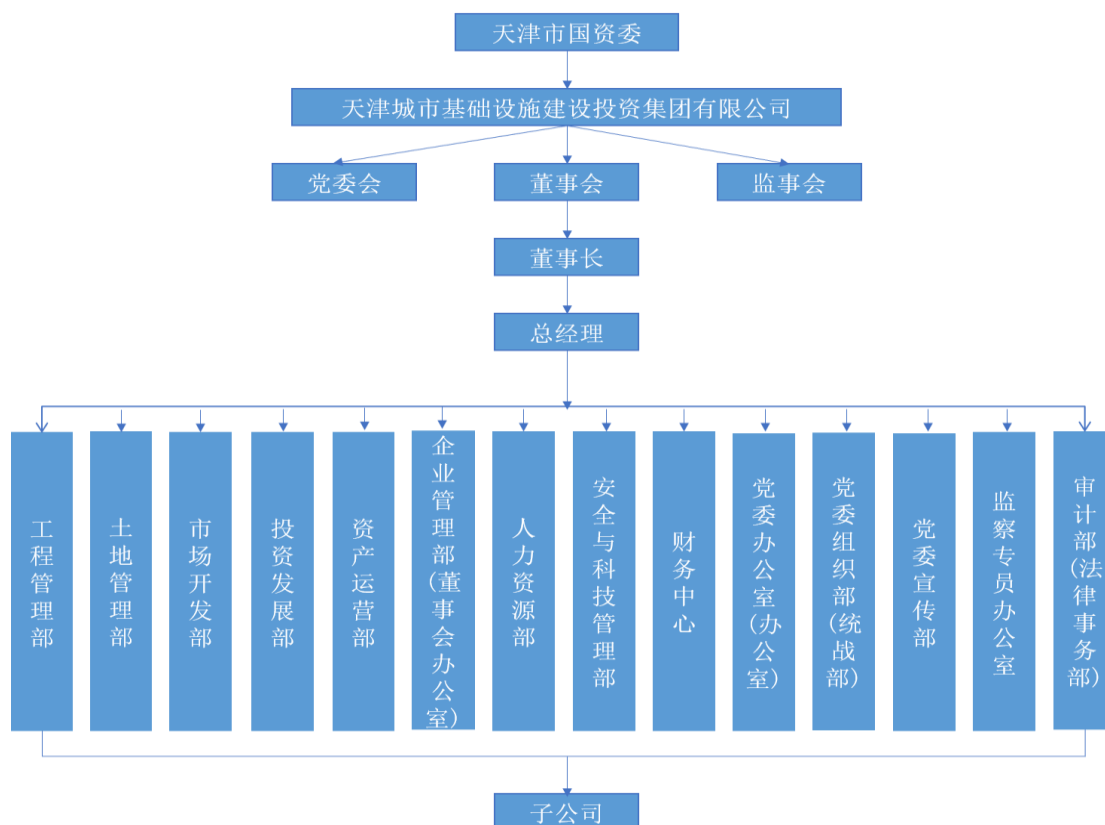 天津市国资委
天津城市基础设施建设投资集团有限公司
党委会
董事会
监事会
董事长
总经理
工程管理部
土地管理部
市场开发部
投资发展部
资产运营部
企业管理部(董事会办公室)
人力资源部
安全与科技管理部
财务中心
党委办公室(办公室)
党委组织部(统战部)
党委宣传部
监察专员办公室
审计部(法律事务部)
子公司